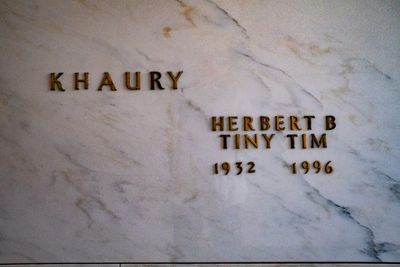 KHAURY
HERBERT B
TINY TIM
1932 1996